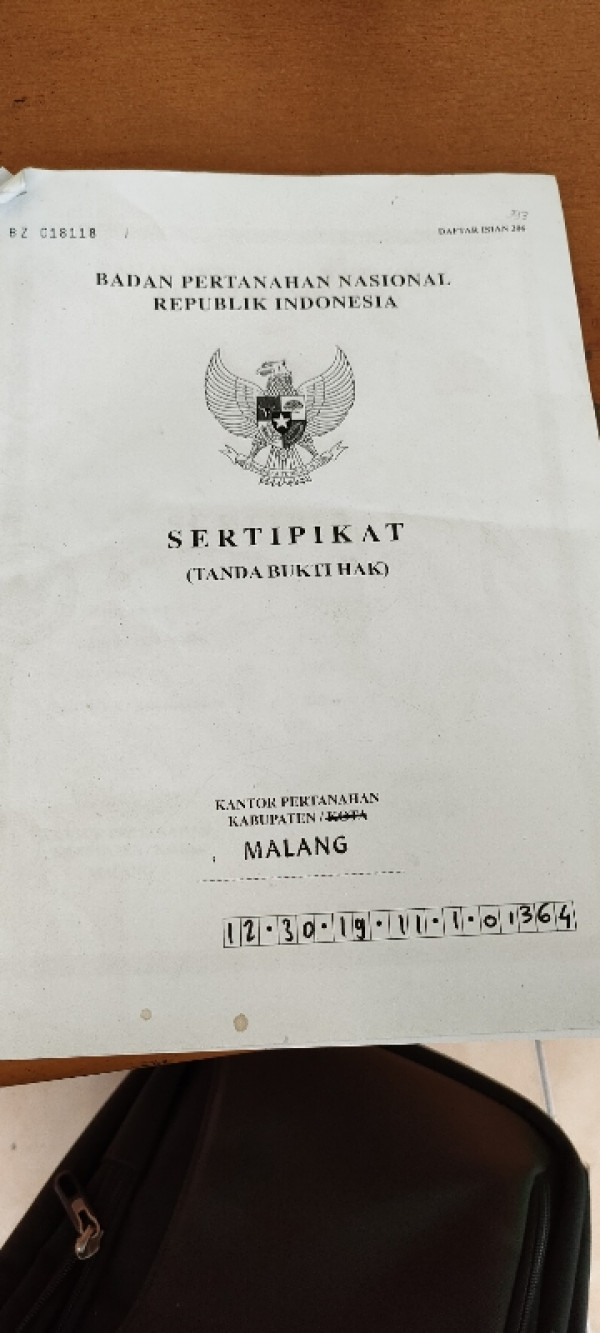 BZ 018118 /
DAFTAR ISIAN 206
BADAN PERTANAHAN NASIONAL
REPUBLIK INDONESIA
SERTIPIKAT
(TANDA BUKTI HAK)
KANTOR PERTANAHAN
KABUPATEN / KOTA
MALANG
12.30.19.11.1.01364